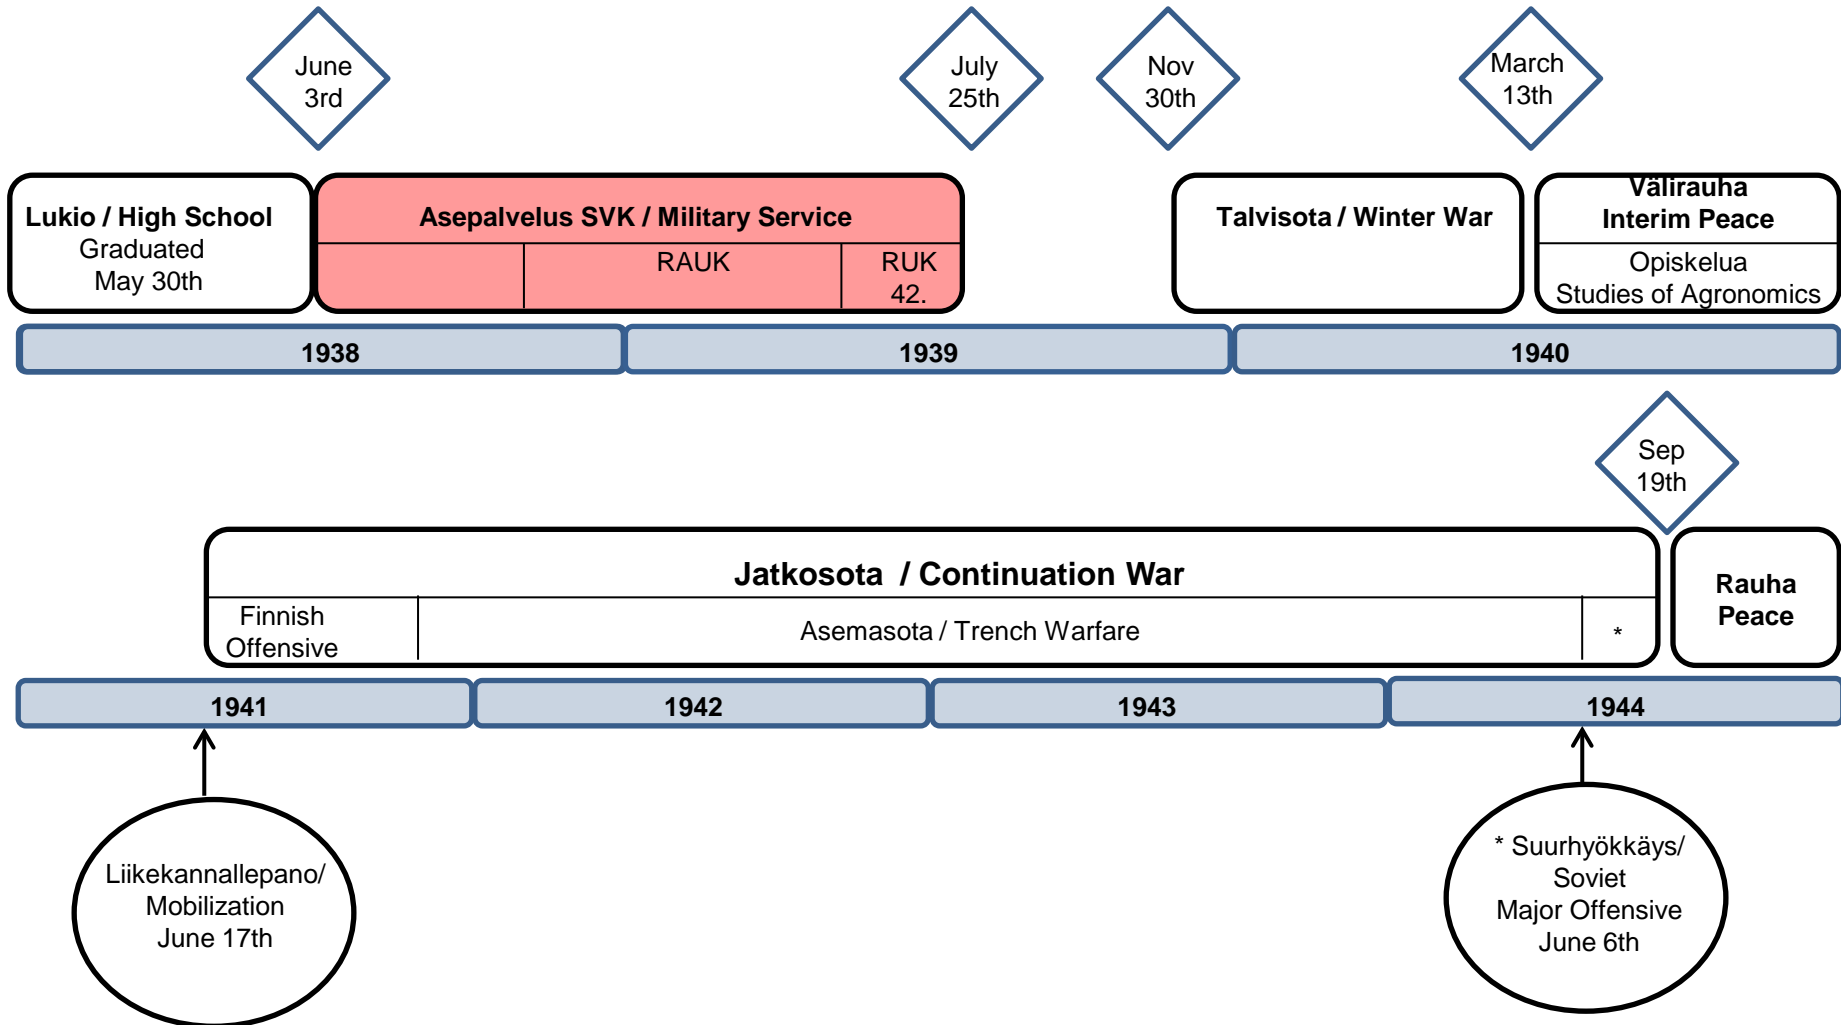 June
3rd
July
25th
Nov
30th
March
13th
Lukio / High School
Graduated
May 30th
Asepalvelus SVK / Military Service
RAUK
RUK
42.
Talvisota / Winter War
Välirauha
Interim Peace
Opiskelua
Studies of Agronomics
1938
1939
1940
Sep
19th
Jatkosota / Continuation War
Finnish
Offensive
Asemasota / Trench Warfare
*
Rauha
Peace
1941
1942
1943
1944
Liikekannallepano/
Mobilization
June 17th
* Suurhyökkäys/
Soviet
Major Offensive
June 6th